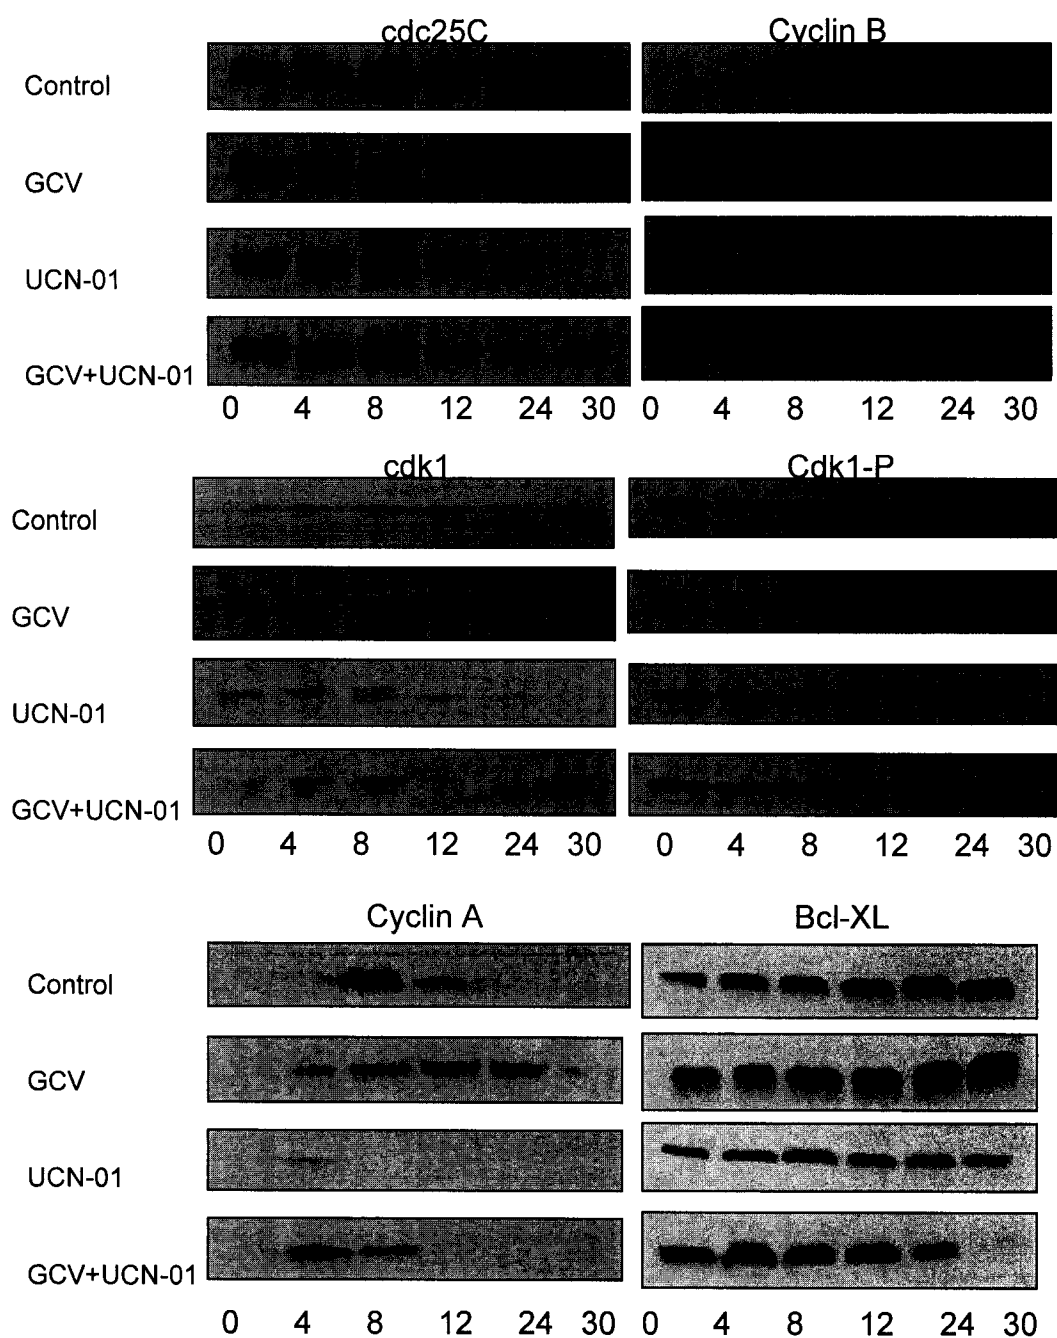 cdc25C Cyclin B
Control
GCV
UCN-01
GCV+UCN-01
0 4 8 12 24 30 0 4 8 12 24 30
cdk1 Cdk1-P
Control
GCV
UCN-01
GCV+UCN-01
0 4 8 12 24 30 0 4 8 12 24 30
Cyclin A Bcl-XL
Control
GCV
UCN-01
GCV+UCN-01
0 4 8 12 24 30 0 4 8 12 24 30